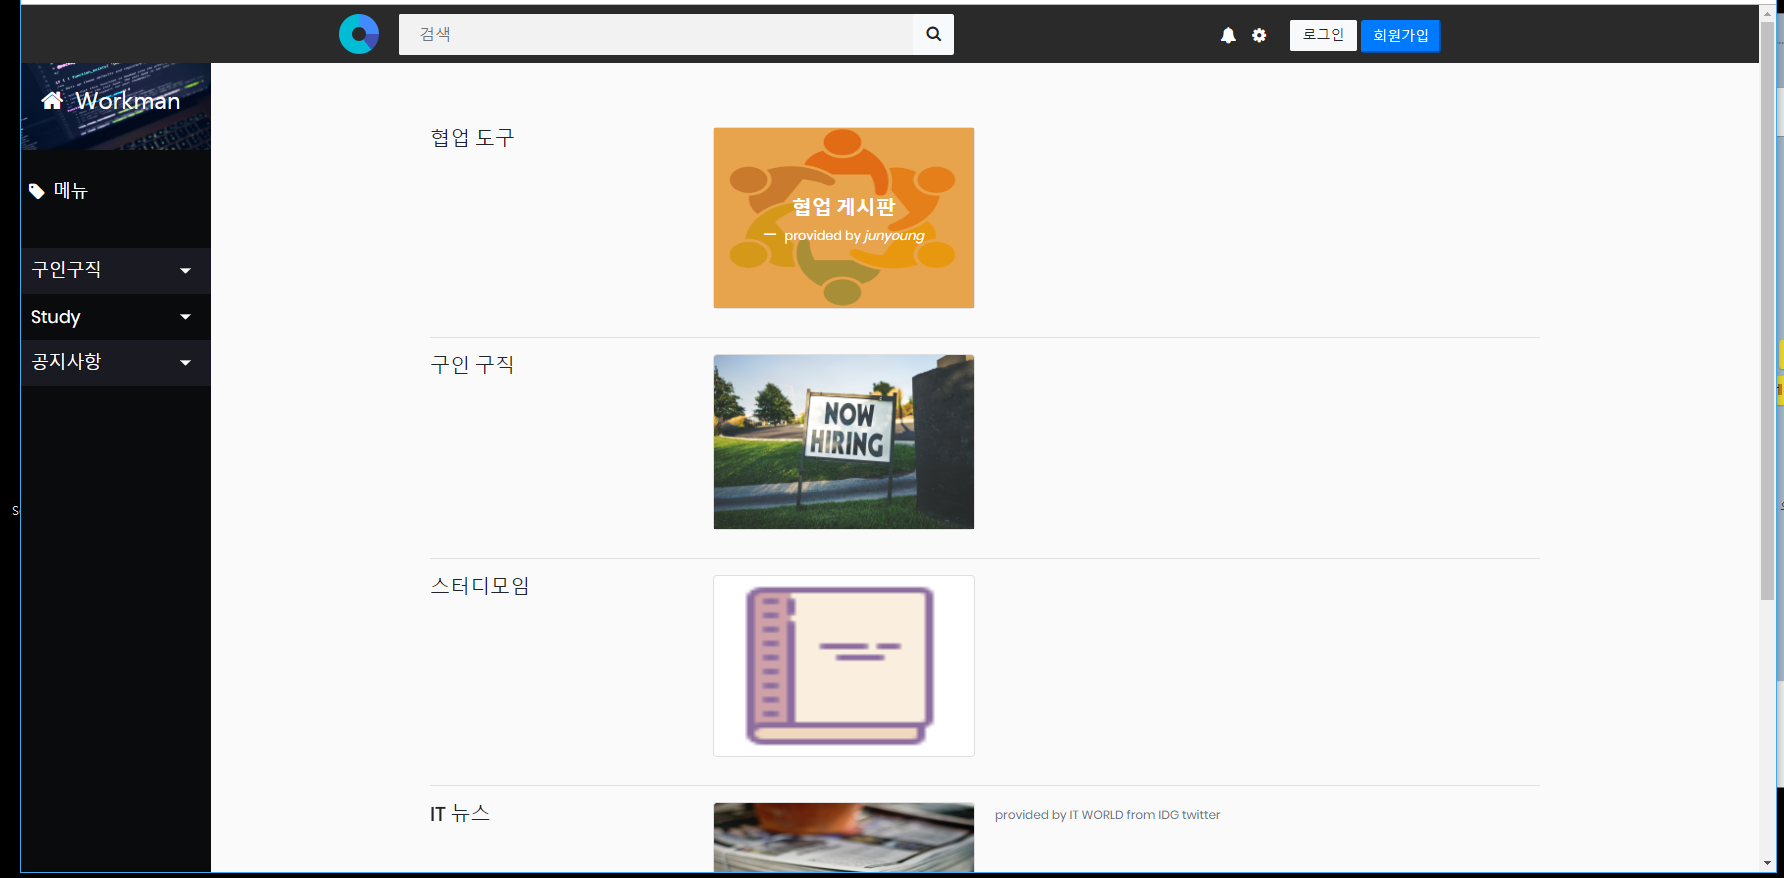 검색
로그인
회원가입
Workman
메뉴
구인구직
Study
공지사항
협업 도구
협업 게시판
— provided by junyoung
구인 구직
NOW
HIRING
스터디모임
IT 뉴스
provided by IT WORLD from IDG twitter